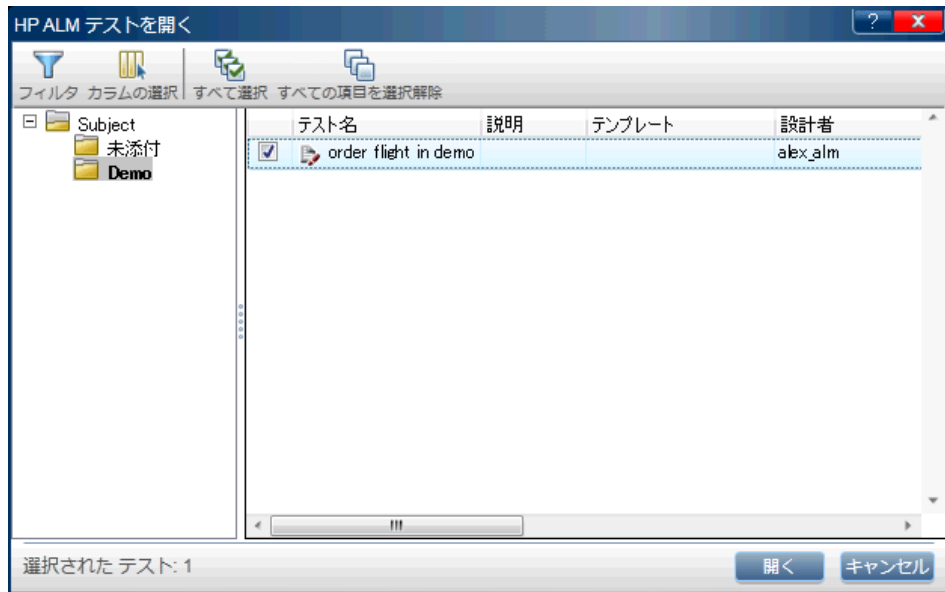 HP ALM テストを開く
?
x
フィルタ カラムの選択 すべて選択 すべての項目を選択解除
Subject
未添付
Demo
テスト名 説明 テンプレート 設計者
order flight in demo alex_alm
選択された テスト: 1
開く キャンセル